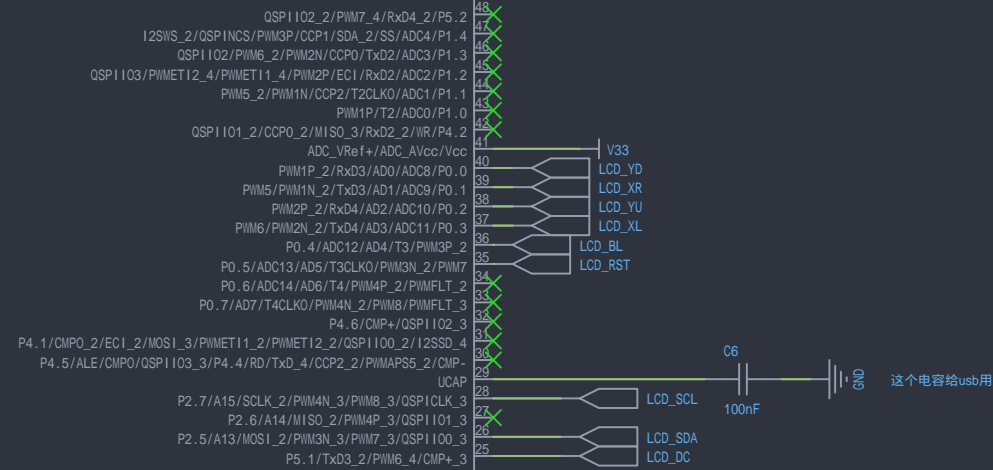 QSPIIO2_2/PWM7_4/RxD4_2/P5.2 48
I2SWS_2/QSPINCS/PWM3P/CCP1/SDA_2/SS/ADC4/P1.4 47
QSPIIO2/PWM6_2/PWM2N/CCP0/TxD2/ADC3/P1.3 46
QSPIIO3/PWMETI2_4/PWMETI1_4/PWM2P/ECI/RxD2/ADC2/P1.2 45
PWM5_2/PWM1N/CCP2/T2CLKO/ADC1/P1.1 44
PWM1P/T2/ADC0/P1.0 43
QSPIIO1_2/CCP0_2/MISO_3/RxD2_2/WR/P4.2 42
ADC_VRef+/ADC_AVcc/Vcc 41 V33
PWM1P_2/RxD3/AD0/ADC8/P0.0 40 LCD_YD
PWM5/PWM1N_2/TxD3/AD1/ADC9/P0.1 39 LCD_XR
PWM2P_2/RxD4/AD2/ADC10/P0.2 38 LCD_YU
PWM6/PWM2N_2/TxD4/AD3/ADC11/P0.3 37 LCD_XL
P0.4/ADC12/AD4/T3/PWM3P_2 36 LCD_BL
P0.5/ADC13/AD5/T3CLKO/PWM3N_2/PWM7 35 LCD_RST
P0.6/ADC14/AD6/T4/PWM4P_2/PWMFLT_2 34
P0.7/AD7/T4CLKO/PWM4N_2/PWM8/PWMFLT_3 33
P4.6/CMP+/QSPIIO2_3 32
P4.1/CMPO_2/ECI_2/MOSI_3/PWMETI1_2/PWMETI2_2/QSPIIO0_2/I2SSD_4 31
P4.5/ALE/CMPO/QSPIIO3_3/P4.4/RD/TxD_4/CCP2_2/PWMAPS5_2/CMP- 30
C6
UCAP 29 GND 这个电容给usb用
100nF
P2.7/A15/SCLK_2/PWM4N_3/PWM8_3/QSPICLK_3 28 LCD_SCL
P2.6/A14/MISO_2/PWM4P_3/QSPIIO1_3 27
P2.5/A13/MOSI_2/PWM3N_3/PWM7_3/QSPIIO0_3 26 LCD_SDA
P5.1/TxD3_2/PWM6_4/CMP+_3 25 LCD_DC